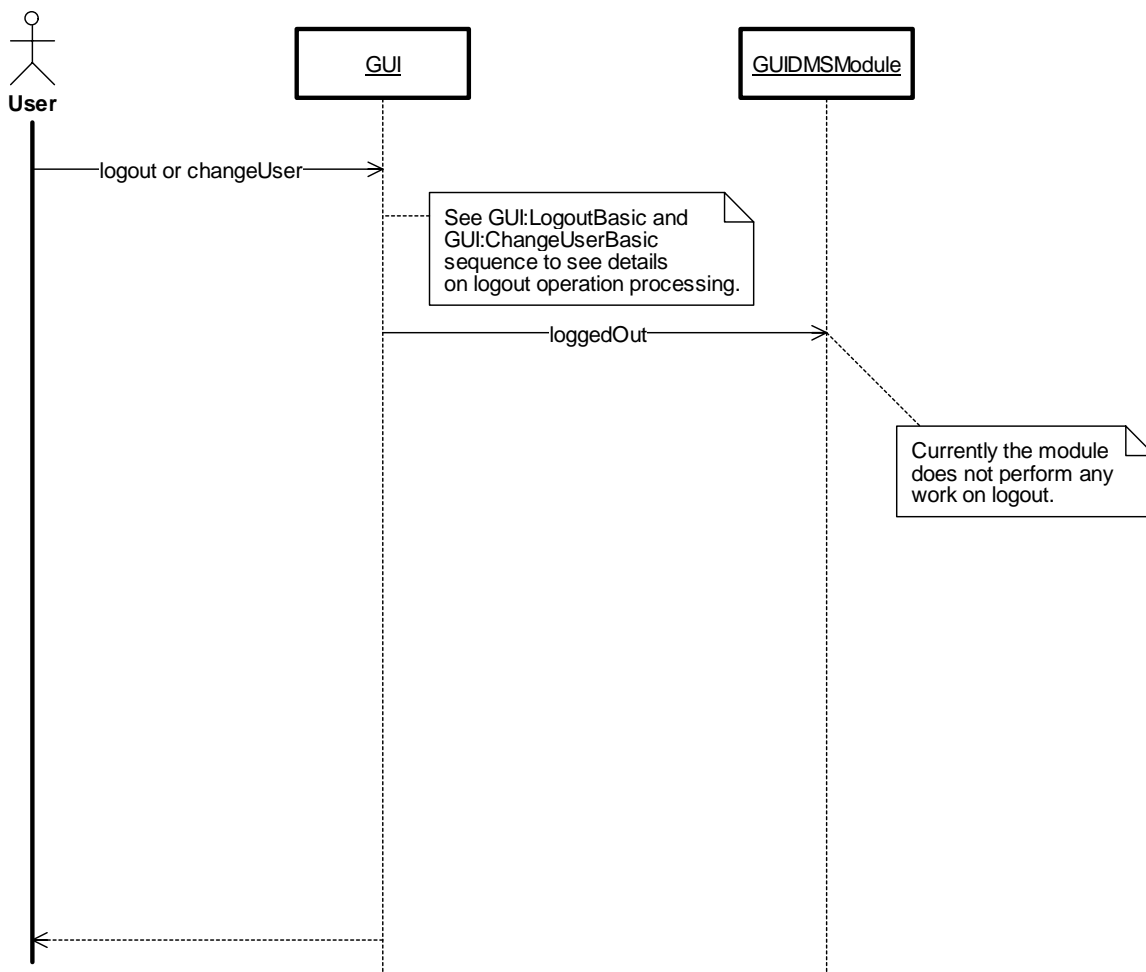 GUI
GUIDMSModule
User
logout or changeUser
See GUI:LogoutBasic and
GUI:ChangeUserBasic
sequence to see details
on logout operation processing.
loggedOut
Currently the module
does not perform any
work on logout.